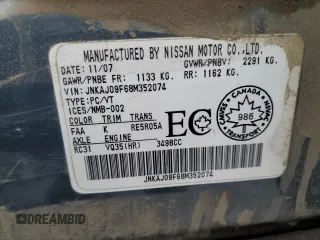 MANUFACTURED BY NISSAN MOTOR CO., LTD.
DATE: 11/07 GVWR/PNBV: 2291 KG.
GAWR/PNBE FR: 1133 KG. RR: 1162 KG.
V.I.N: JNKAJ09F68M352074
TYPE:PC/VT
ICES/NMB-002
COLOR TRIM TRANS
FAA K RE5R05A
AXLE ENGINE
RC31 VQ35(HR) 3498CC
EC
CANADA
986
TRANSPORT
JNKAJ09F68M352074
© DREAMBID
DREAMBID.COM